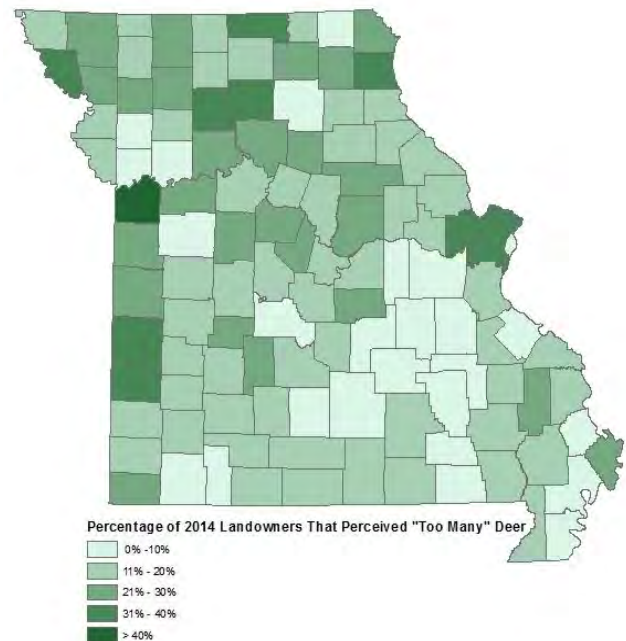 Percentage of 2014 Landowners That Perceived "Too Many" Deer
0% -10%
11% - 20%
21% - 30%
31% - 40%
> 40%